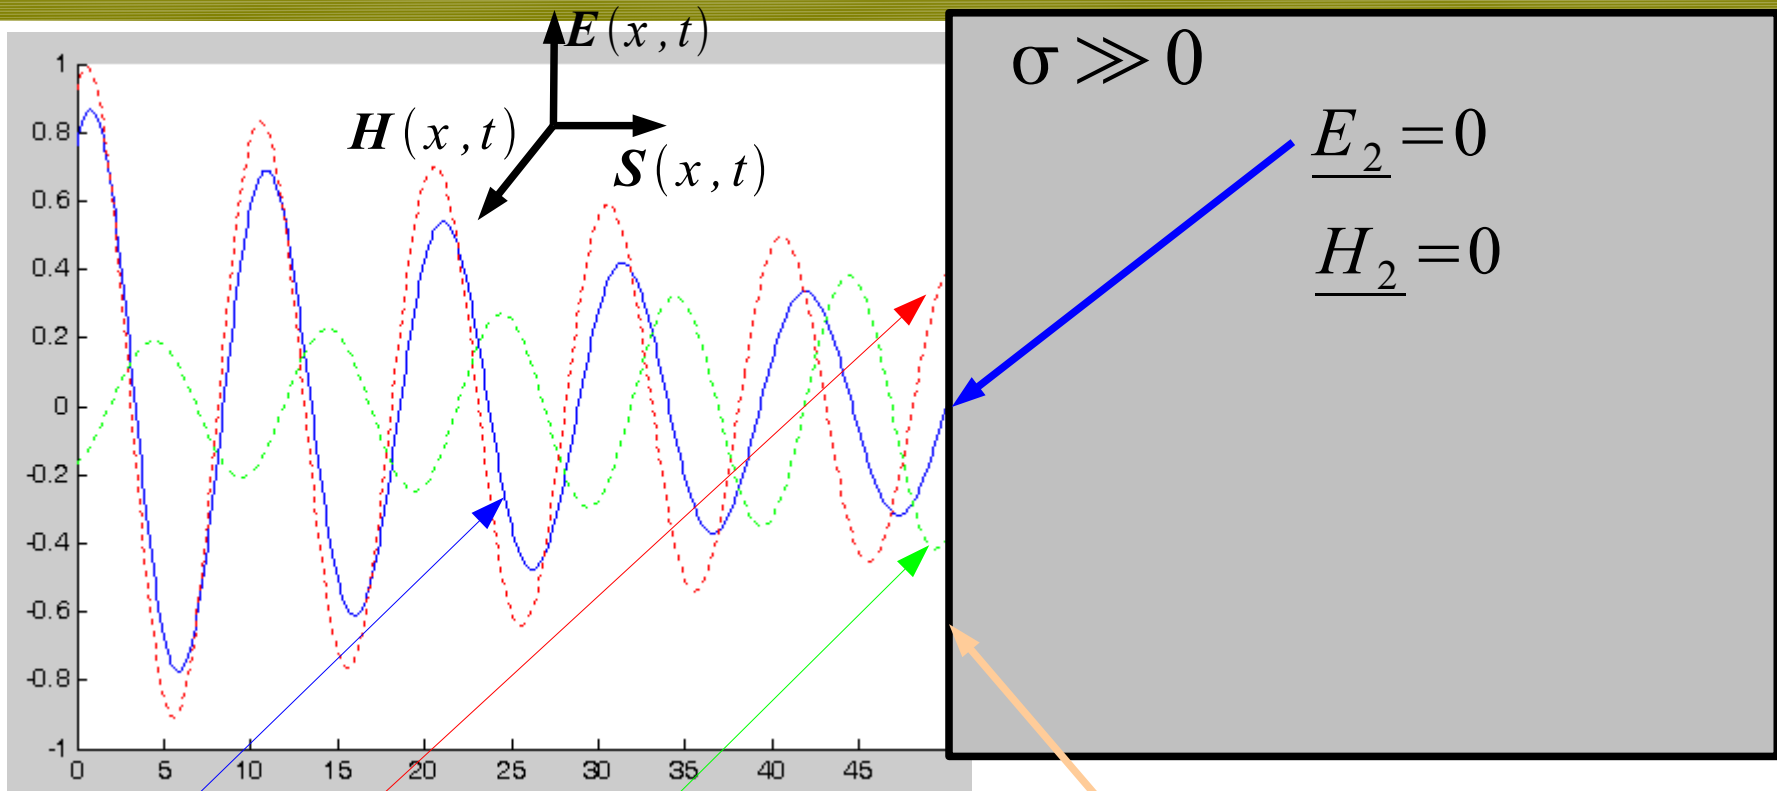 E(x,t)
H(x,t)
S(x,t)
1
0.8
0.6
0.4
0.2
0
-0.2
-0.4
-0.6
-0.8
-1
0 5 10 15 20 25 30 35 40 45
σ ≫ 0
E₂ = 0
H₂ = 0